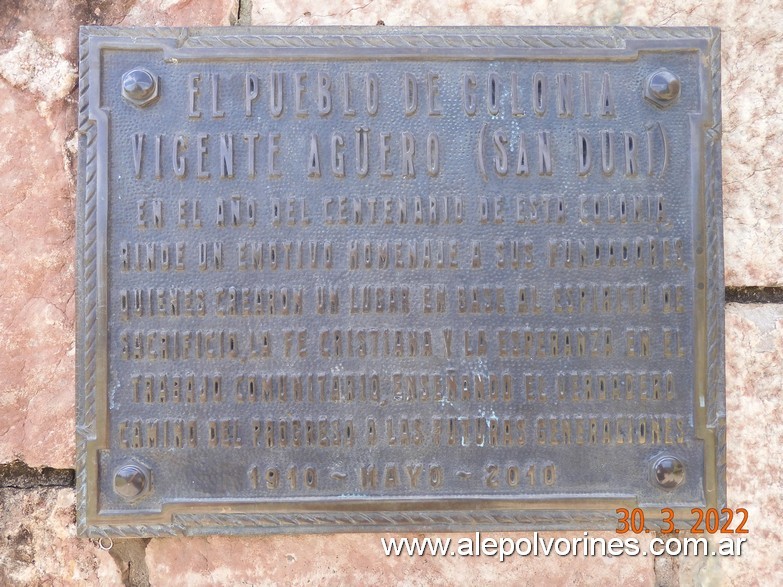 EL PUEBLO DE COLONIA
VICENTE AGÜERO (SAN DURÍ)
EN EL AÑO DEL CENTENARIO DE ESTA COLONIA
RINDE UN EMOTIVO HOMENAJE A SUS FUNDADORES,
QUIENES CREARON UN LUGAR EN BASE AL ESPIRITU DE
SACRIFICIO, LA FE CRISTIANA Y LA ESPERANZA EN EL
TRABAJO COMUNITARIO, ENSEÑANDO EL VERDADERO
CAMINO DEL PROGRESO A LAS FUTURAS GENERACIONES.
1910 ~ MAYO ~ 2010
30. 3. 2022
© www.alepolvorines.com.ar